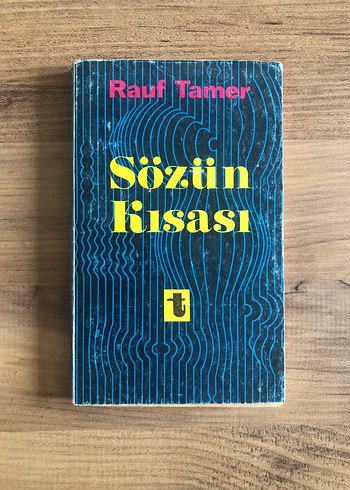 Rauf Tamer
Sözün
Kısası
t